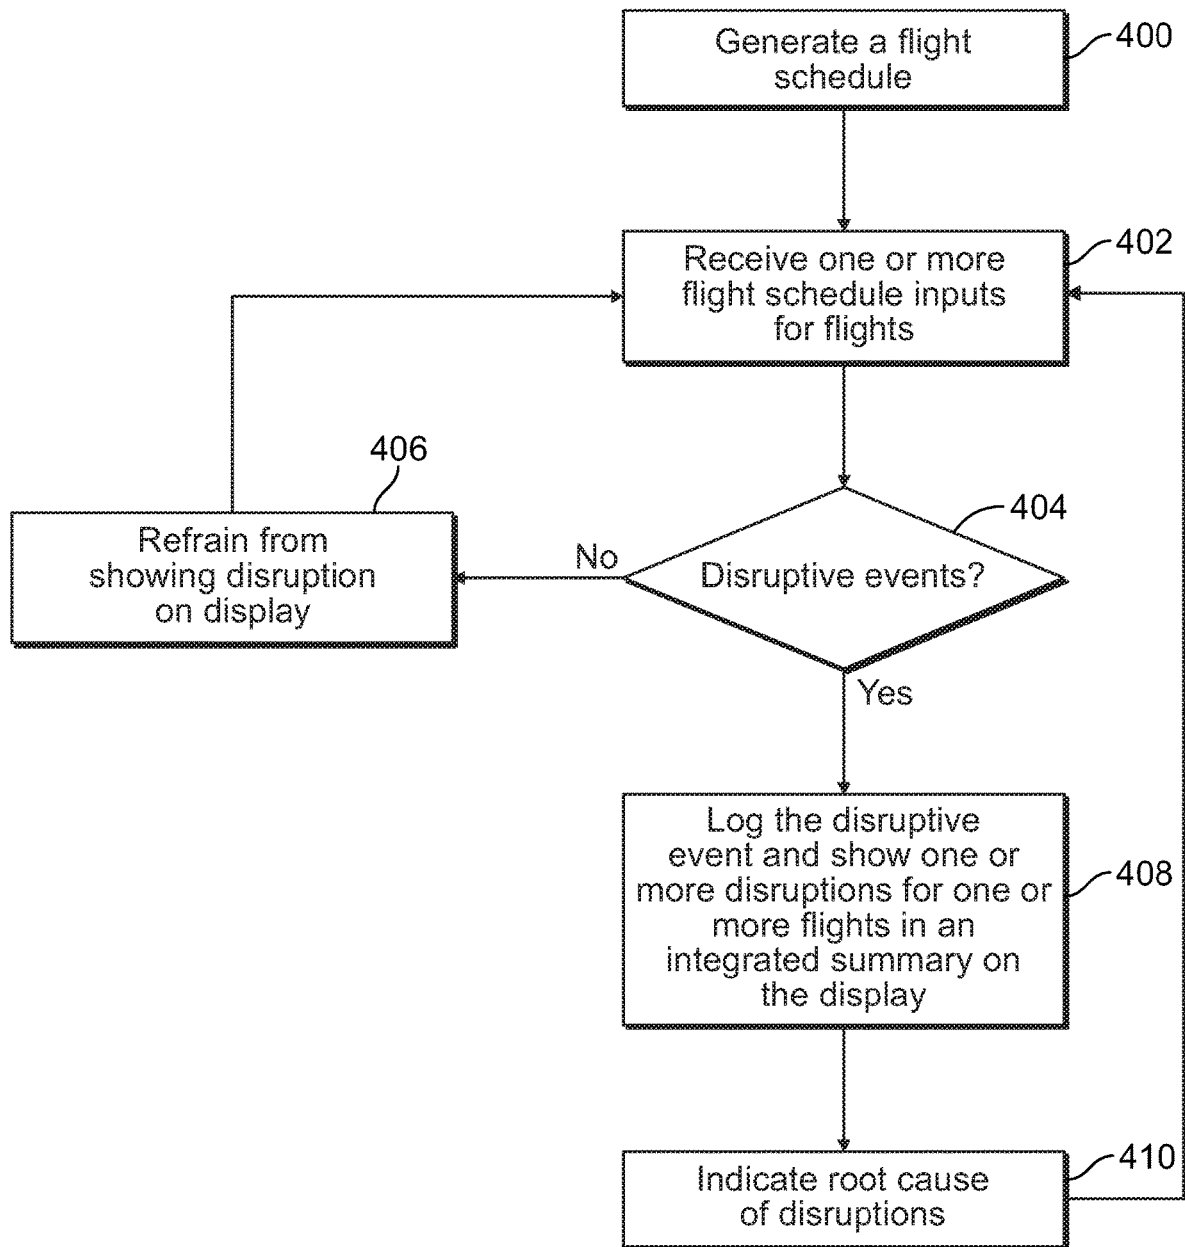 Generate a flight
schedule
400
Receive one or more
flight schedule inputs
for flights
402
404
Disruptive events?
No
406
Refrain from
showing disruption
on display
Yes
Log the disruptive
event and show one or
more disruptions for one or
more flights in an
integrated summary on
the display
408
Indicate root cause
of disruptions
410